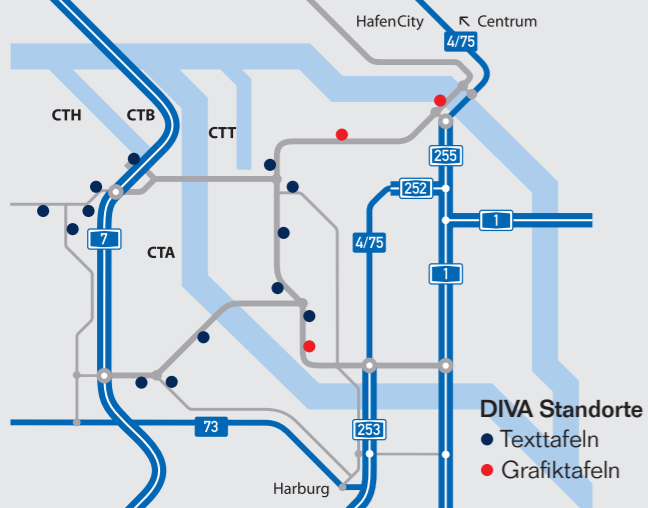 HafenCity
Centrum
4/75
CTH
CTB
CTT
255
252
1
7
4/75
CTA
1
DIVA Standorte
Texttafeln
73
253
Grafiktafeln
Harburg